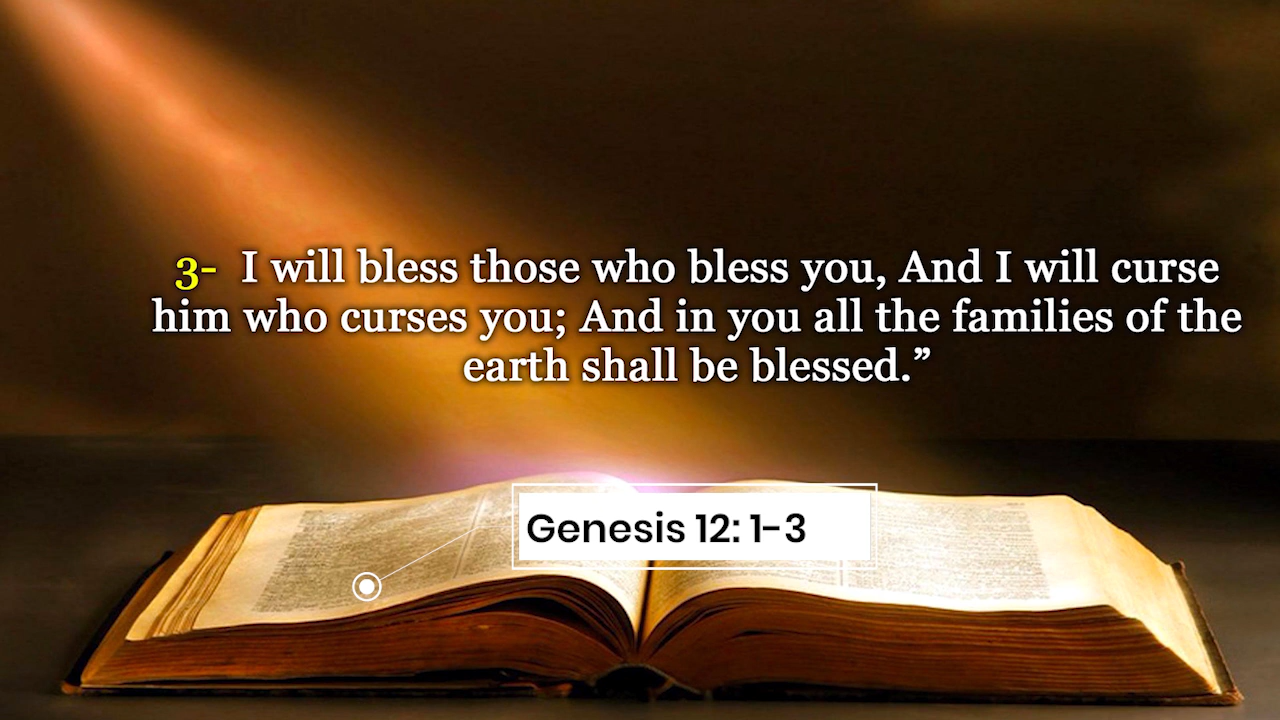 3- I will bless those who bless you, And I will curse
him who curses you; And in you all the families of the
earth shall be blessed.”
Genesis 12: 1-3